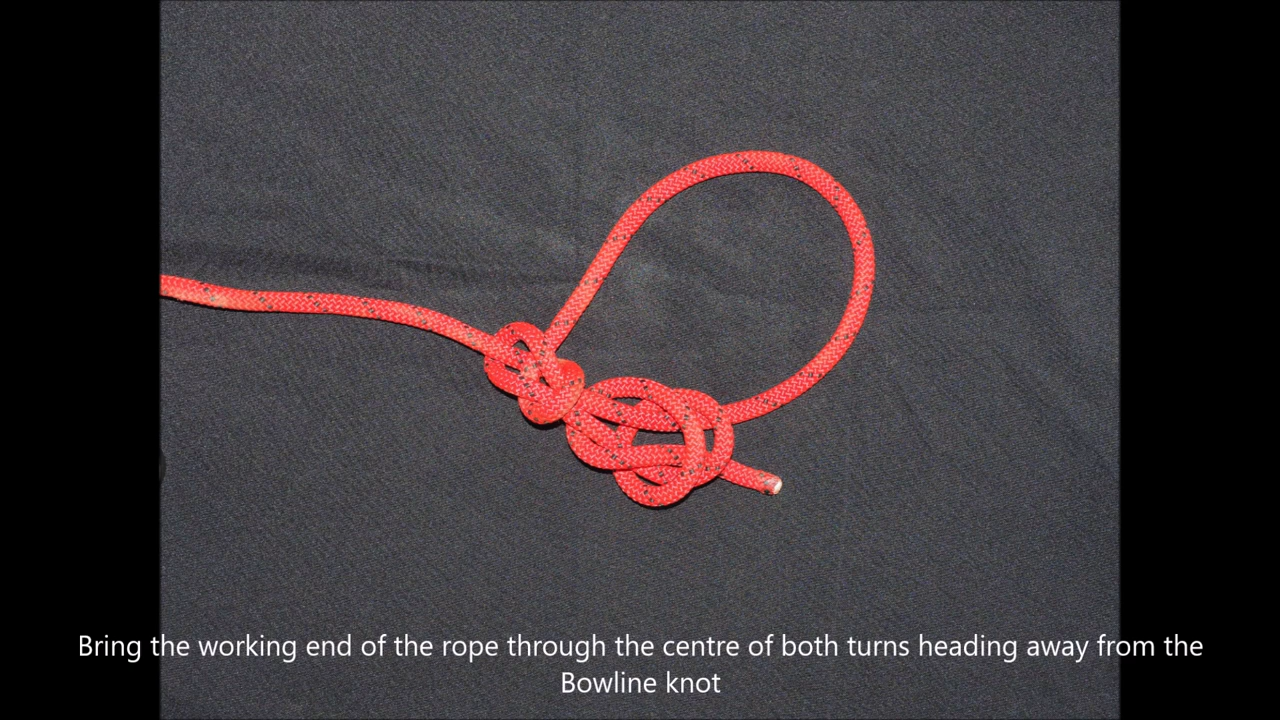 Bring the working end of the rope through the centre of both turns heading away from the
Bowline knot